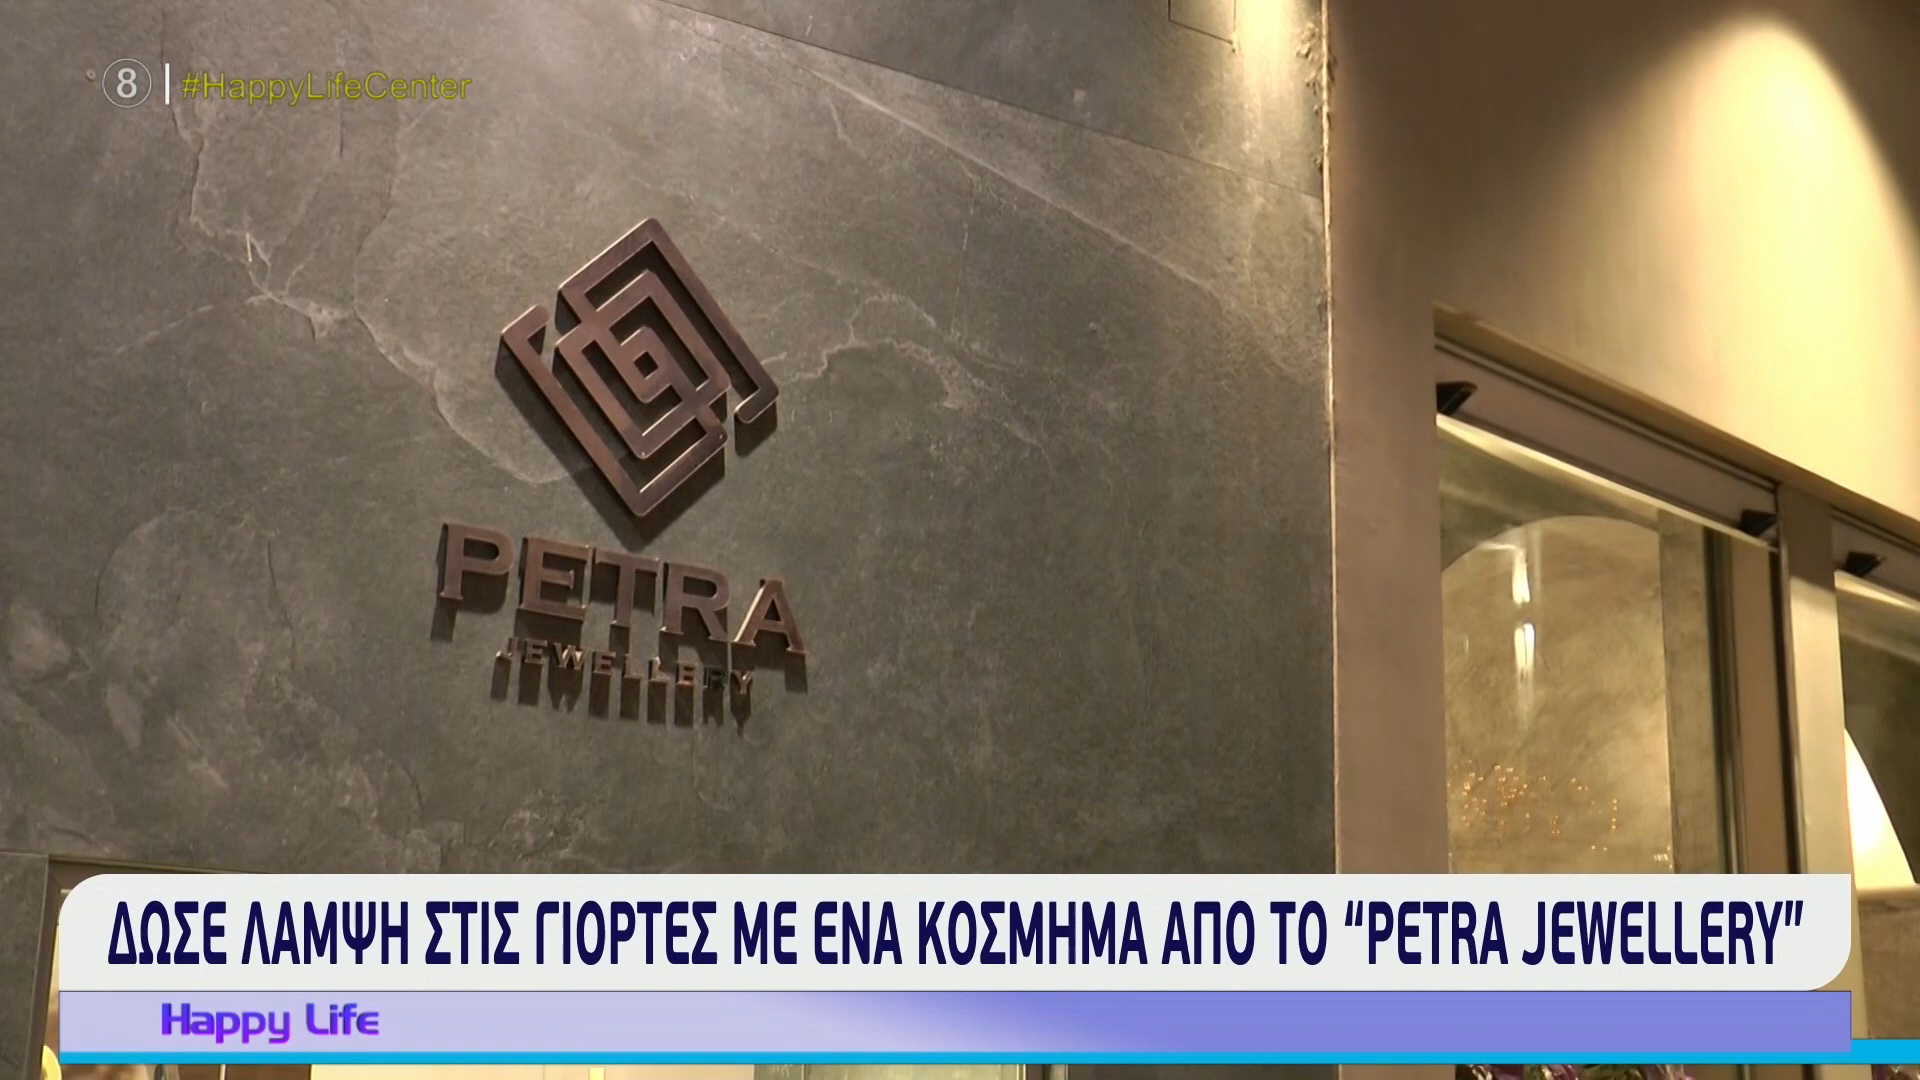 8 | #HappyLifeCenter
PETRA
JEWELLERY
ΔΩΣΕ ΛΑΜΨΗ ΣΤΙΣ ΓΙΟΡΤΕΣ ΜΕ ΕΝΑ ΚΟΣΜΗΜΑ ΑΠΟ ΤΟ “PETRA JEWELLERY”
Happy Life